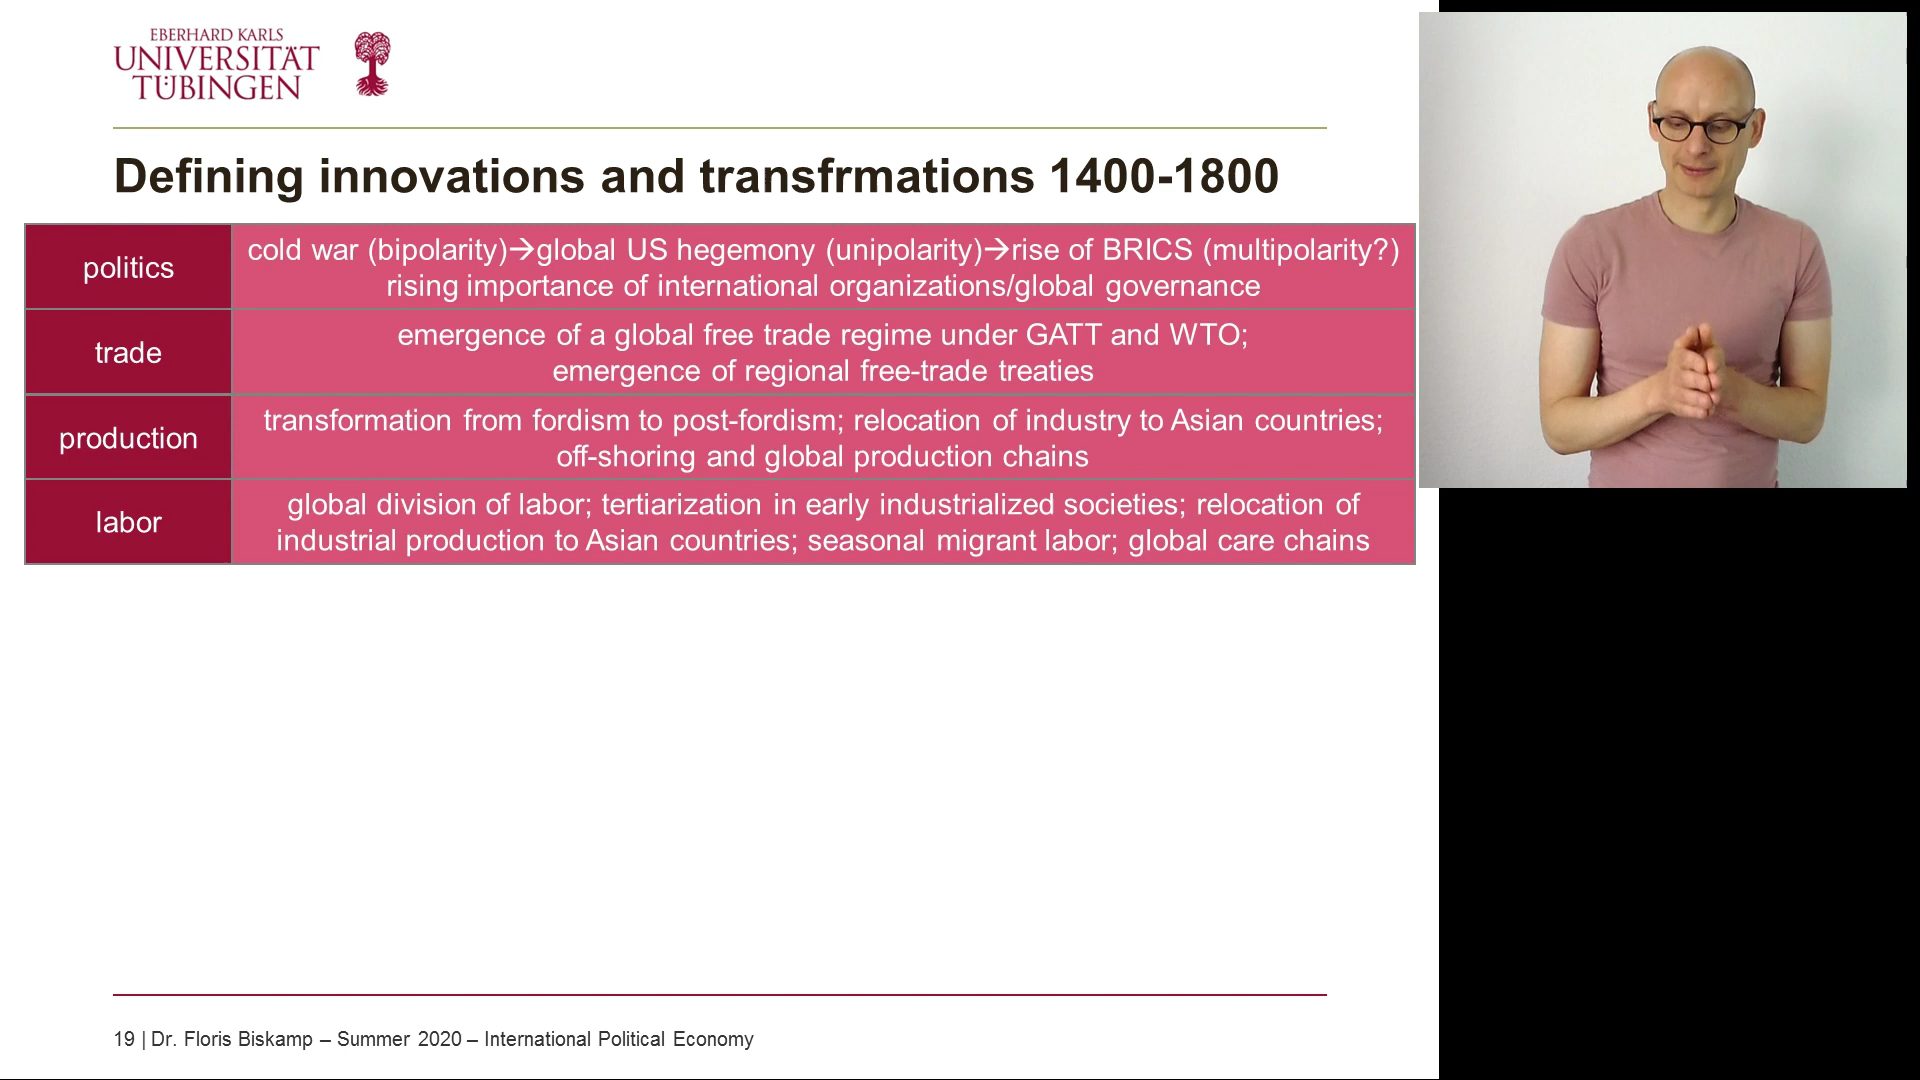 EBERHARD KARLS
UNIVERSITÄT
TÜBINGEN
Defining innovations and transfrmations 1400-1800
politics
cold war (bipolarity)→global US hegemony (unipolarity)→rise of BRICS (multipolarity?)
rising importance of international organizations/global governance
trade
emergence of a global free trade regime under GATT and WTO;
emergence of regional free-trade treaties
production
transformation from fordism to post-fordism; relocation of industry to Asian countries;
off-shoring and global production chains
labor
global division of labor; tertiarization in early industrialized societies; relocation of
industrial production to Asian countries; seasonal migrant labor; global care chains
19 | Dr. Floris Biskamp – Summer 2020 – International Political Economy